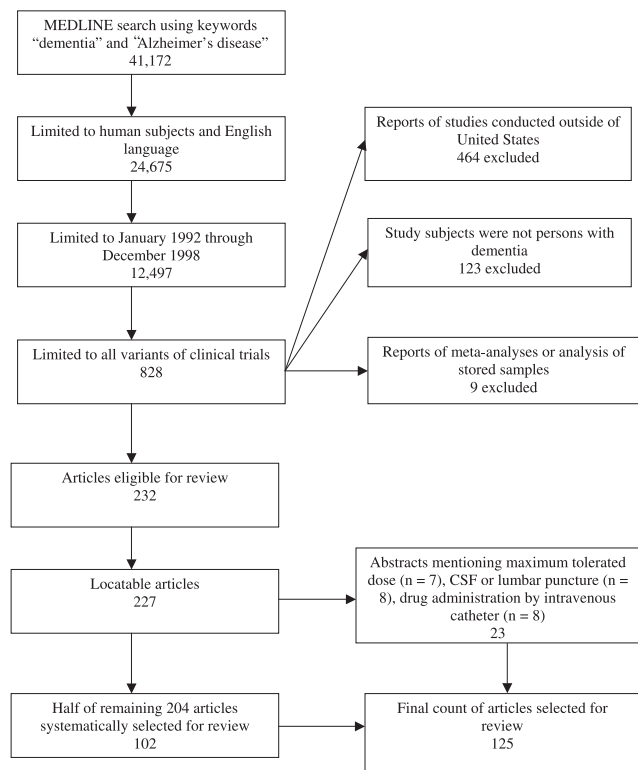 MEDLINE search using keywords
“dementia” and “Alzheimer’s disease”
41,172
Limited to human subjects and English
language
24,675
Limited to January 1992 through
December 1998
12,497
Limited to all variants of clinical trials
828
Reports of studies conducted outside of
United States
464 excluded
Study subjects were not persons with
dementia
123 excluded
Reports of meta-analyses or analysis of
stored samples
9 excluded
Articles eligible for review
232
Locatable articles
227
Abstracts mentioning maximum tolerated
dose (n = 7), CSF or lumbar puncture (n =
8), drug administration by intravenous
catheter (n = 8)
23
Half of remaining 204 articles
systematically selected for review
102
Final count of articles selected for
review
125